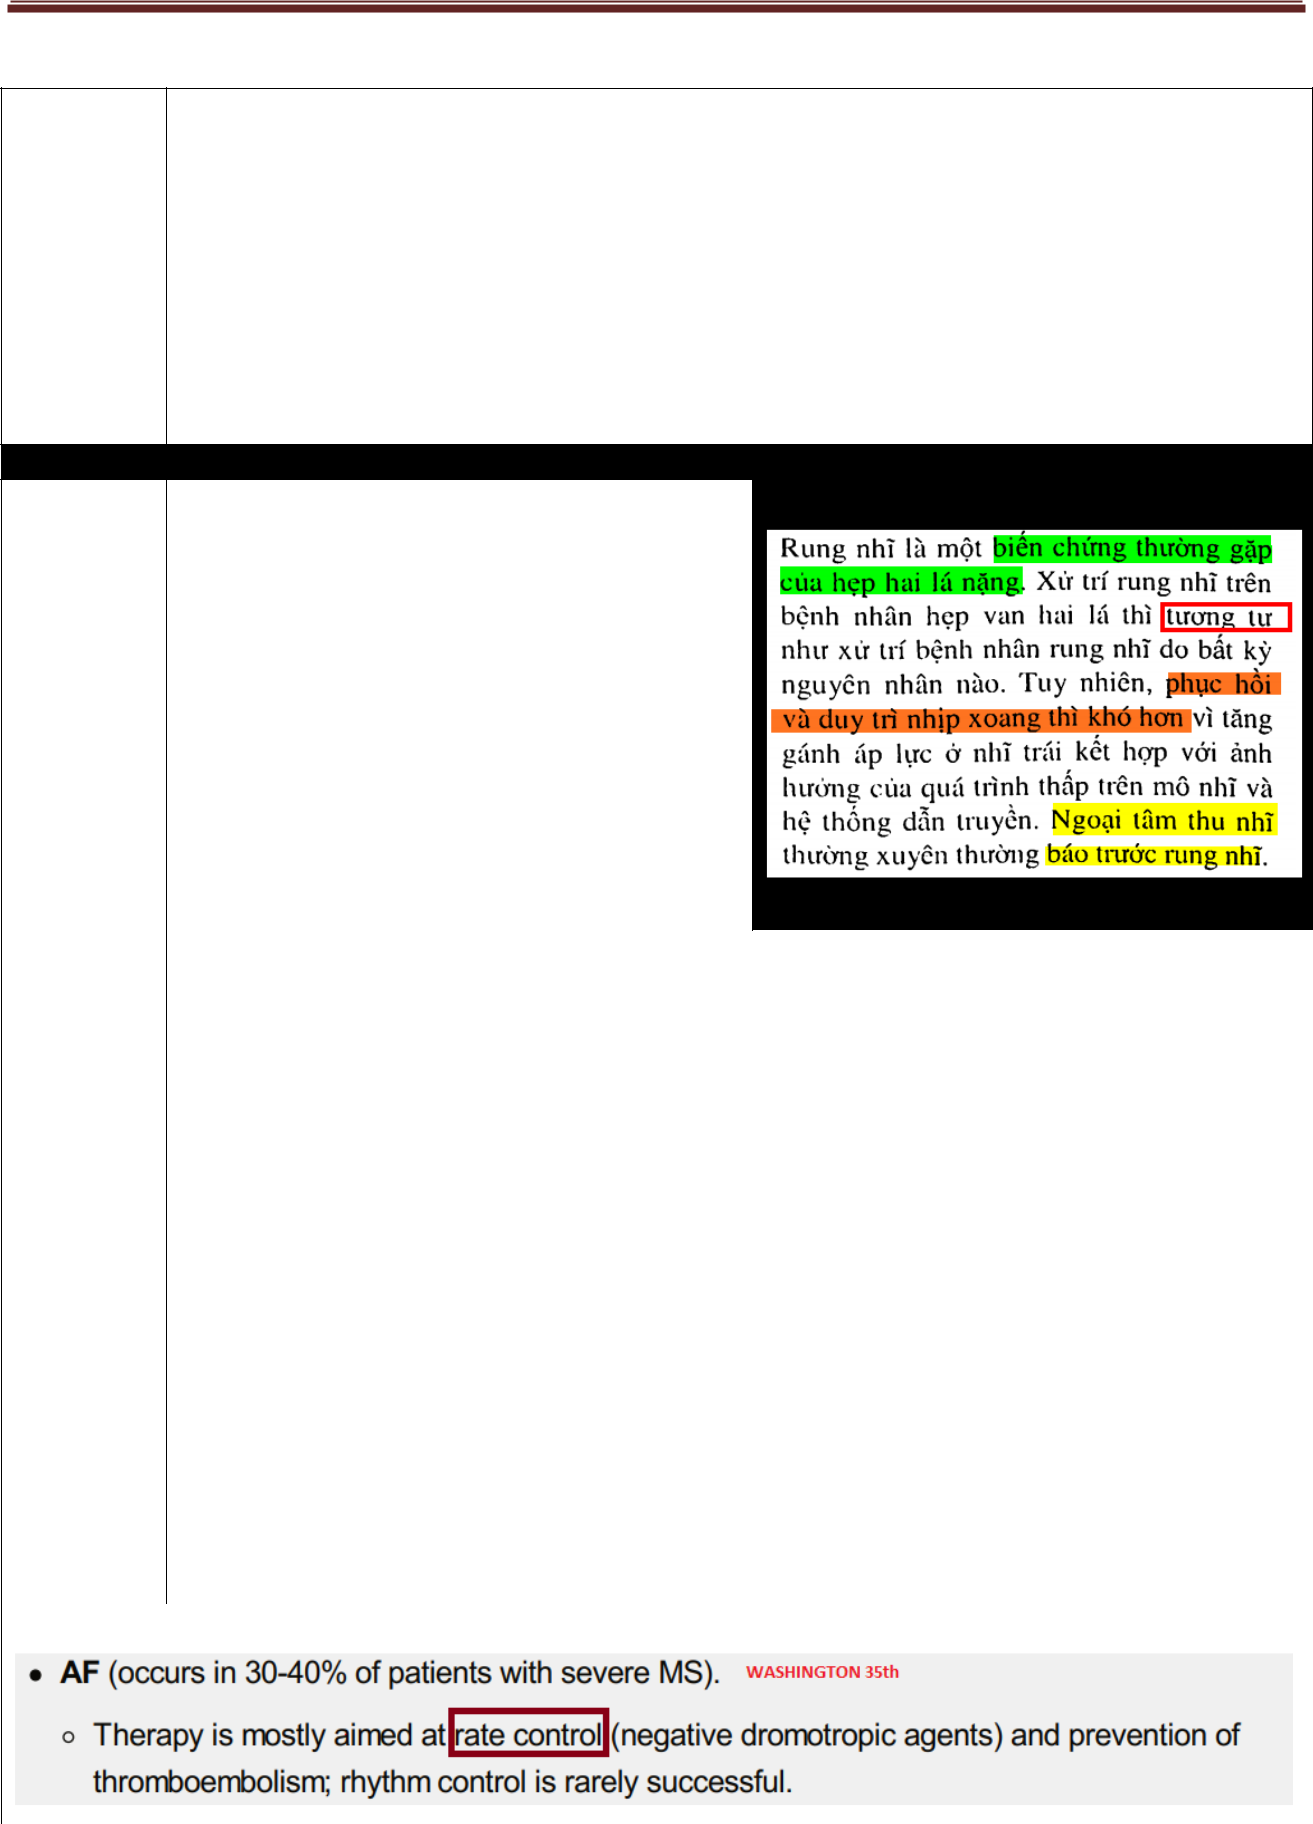 Rung nhĩ là một biến chứng thường gặp
của hẹp hai lá nặng. Xử trí rung nhĩ trên
bệnh nhân hẹp van hai lá thì tương tự
như xử trí bệnh nhân rung nhĩ do bất kỳ
nguyên nhân nào. Tuy nhiên, phục hồi
và duy trì nhịp xoang thì khó hơn vì tăng
gánh áp lực ở nhĩ trái kết hợp với ảnh
hưởng của quá trình thấp trên mô nhĩ và
hệ thống dẫn truyền. Ngoại tâm thu nhĩ
thường xuyên thường báo trước rung nhĩ.
• AF (occurs in 30-40% of patients with severe MS). WASHINGTON 35th
○ Therapy is mostly aimed at rate control (negative dromotropic agents) and prevention of
thromboembolism; rhythm control is rarely successful.